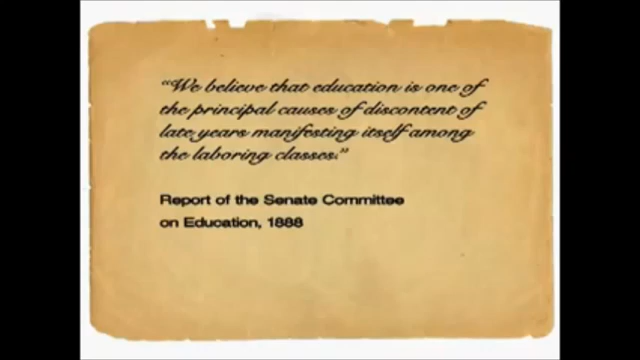 “We believe that education is one of
the principal causes of discontent of
late years manifesting itself among
the laboring classes.”
Report of the Senate Committee
on Education, 1888